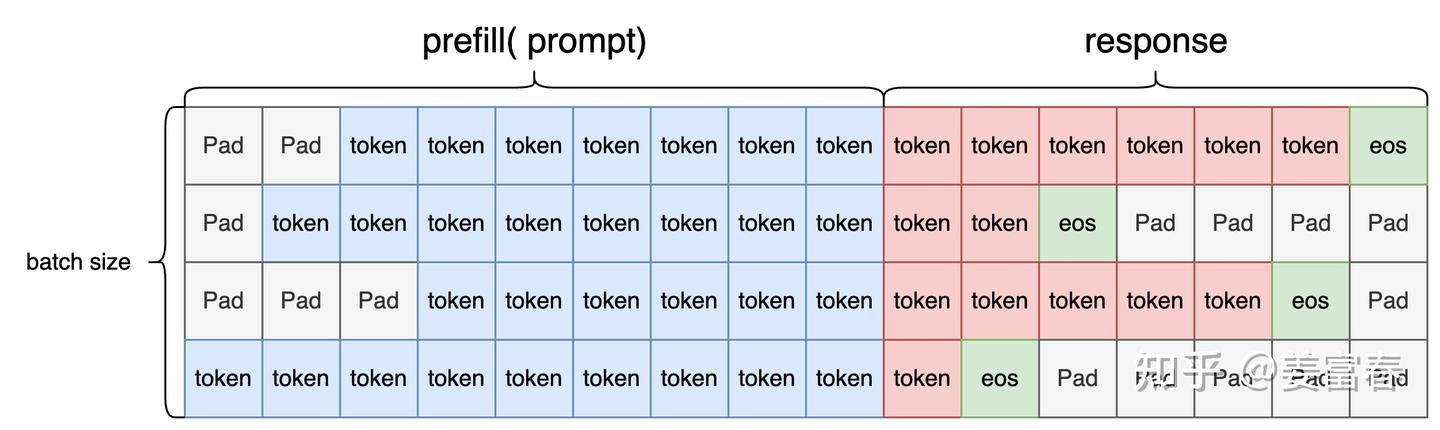 prefill( prompt) response
Pad Pad token token token token token token token token token token token token token eos
batch size
Pad token token token token token token token token token token eos Pad Pad Pad Pad
Pad Pad Pad token token token token token token token token token token token eos Pad
token token token token token token token token token token eos Pad Pad Pad Pad Pad
知乎 @姜富春